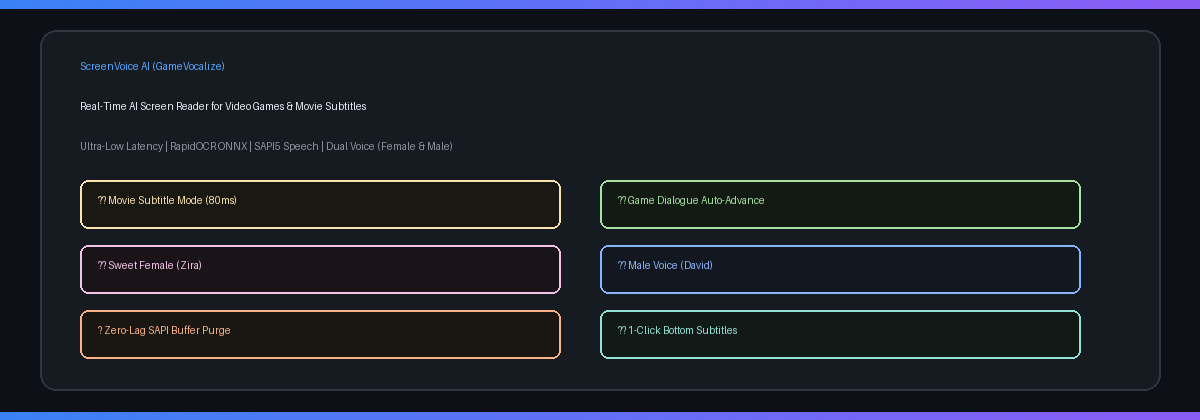 ScreenVoice AI (GameVocalize)
Real-Time AI Screen Reader for Video Games & Movie Subtitles
Ultra-Low Latency | RapidOCR ONNX | SAPI5 Speech | Dual Voice (Female & Male)
?? Movie Subtitle Mode (80ms)
?? Game Dialogue Auto-Advance
?? Sweet Female (Zira)
?? Male Voice (David)
? Zero-Lag SAPI Buffer Purge
?? 1-Click Bottom Subtitles